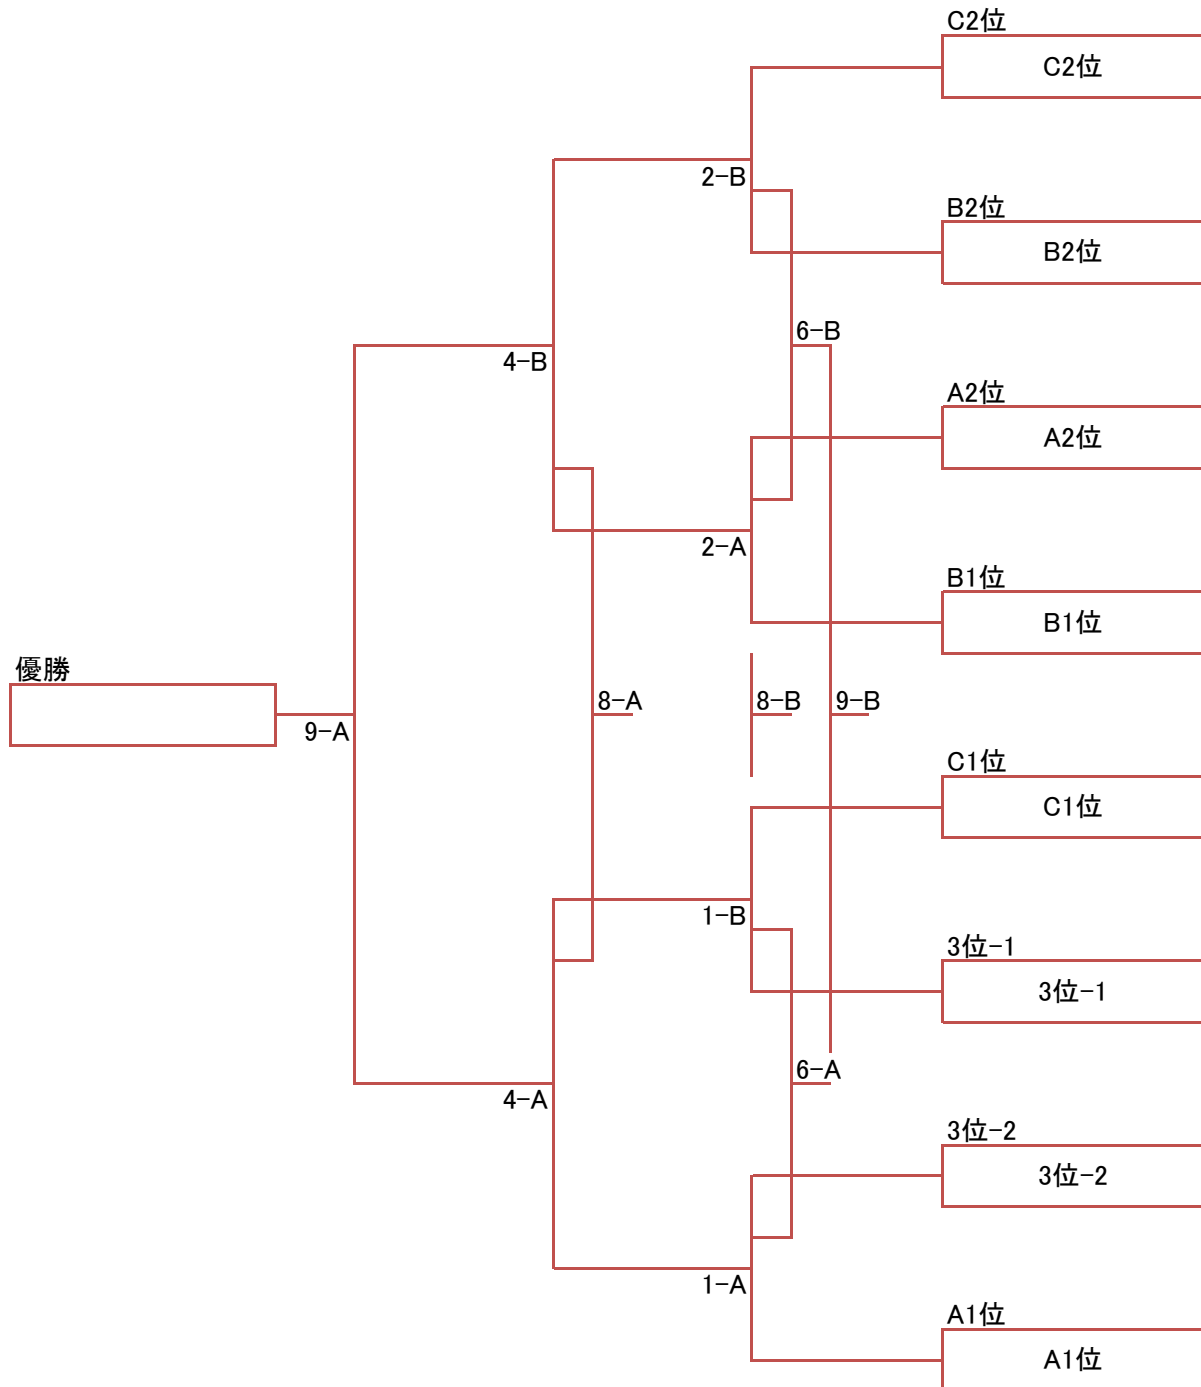 C2位
C2位
2-B
B2位
B2位
6-B
4-B
A2位
A2位
2-A
B1位
B1位
優勝
8-A
8-B
9-B
9-A
C1位
C1位
1-B
3位-1
3位-1
6-A
4-A
3位-2
3位-2
1-A
A1位
A1位